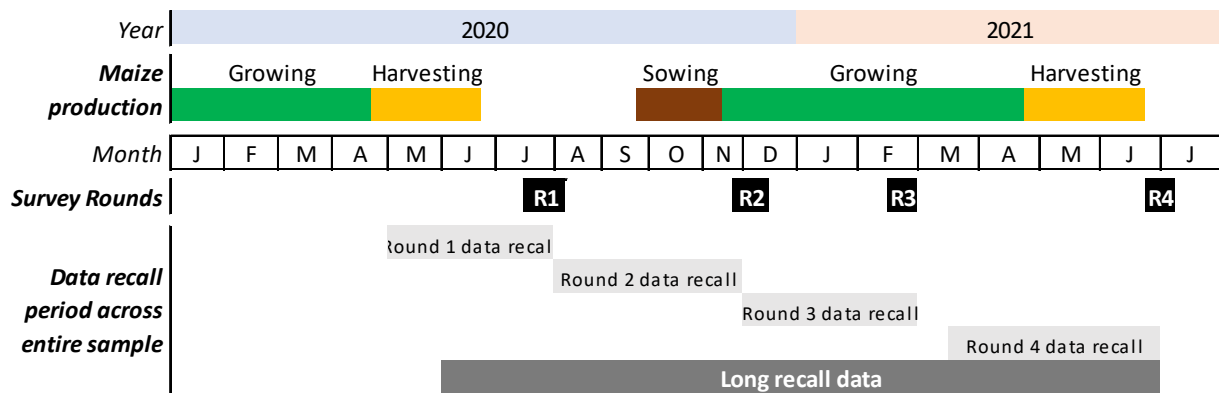 Year 2020 2021
Maize production Growing Harvesting Sowing Growing Harvesting
Month J F M A M J J A S O N D J F M A M J J
Survey Rounds R1 R2 R3 R4
Round 1 data recal
Data recall period across entire sample
Round 2 data recall
Round 3 data recall
Round 4 data recall
Long recall data